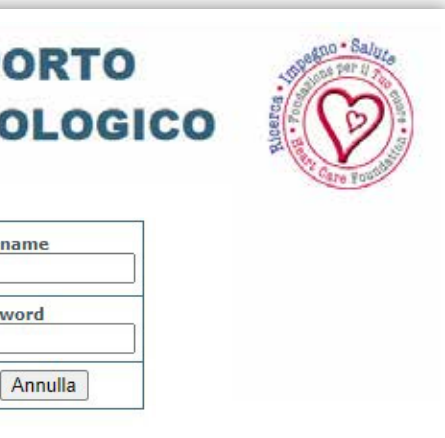 ORTO
OLOGICO
Ricerca • Impegno • Salute
Fondazione per il Tuo cuore
Heart Care Foundation
name
word
Annulla